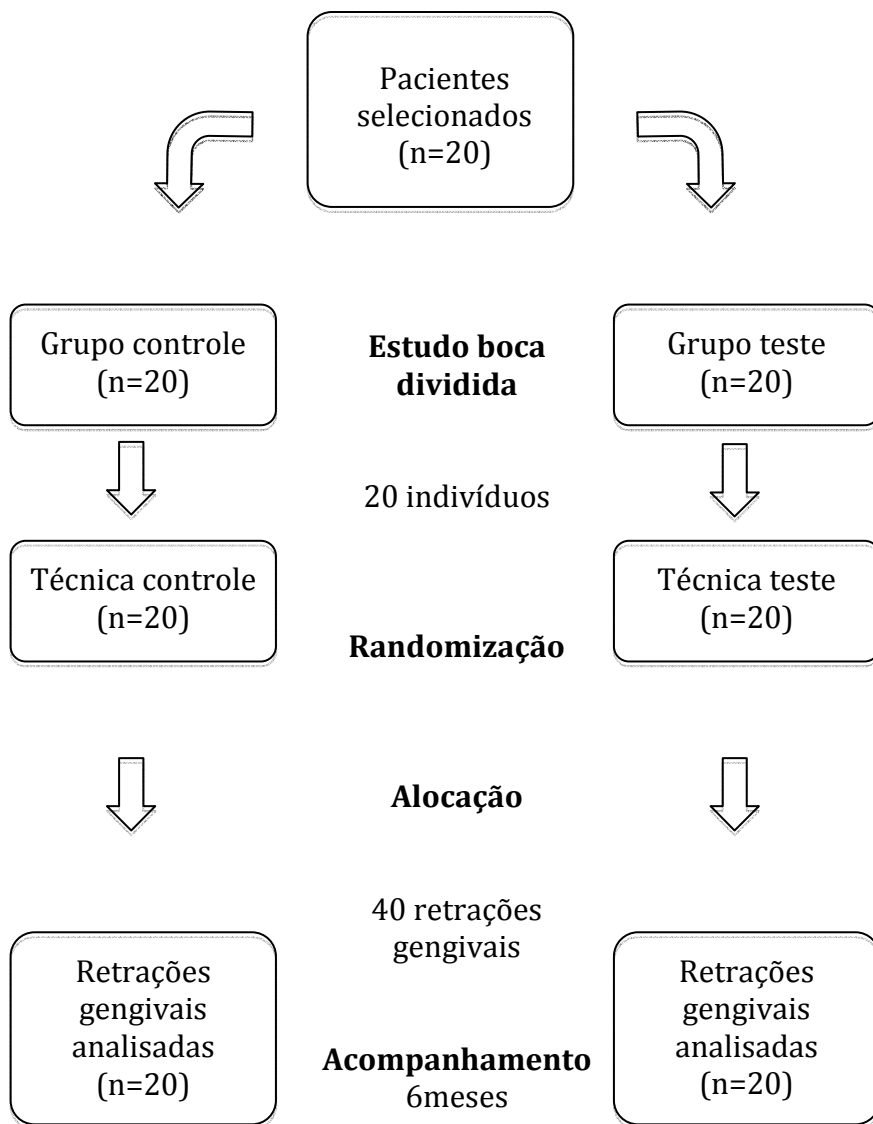 Pacientes
selecionados
(n=20)
Grupo controle
(n=20)
Estudo boca
dividida
Grupo teste
(n=20)
20 indivíduos
Técnica controle
(n=20)
Técnica teste
(n=20)
Randomização
Alocação
40 retrações
gengivais
Retrações
gengivais
analisadas
(n=20)
Acompanhamento
6meses
Retrações
gengivais
analisadas
(n=20)